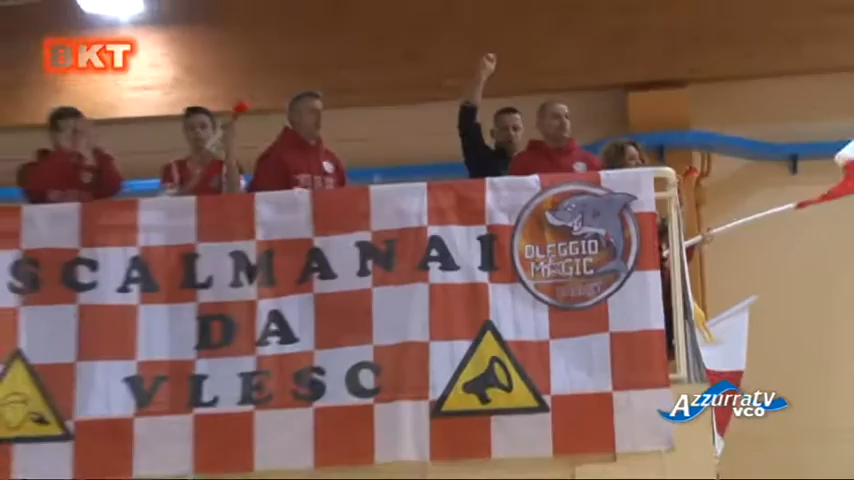 BKT
OLEGGIO
MAGIC
SCALMANAI
DA
VLESC
AzzurraTV
VCO